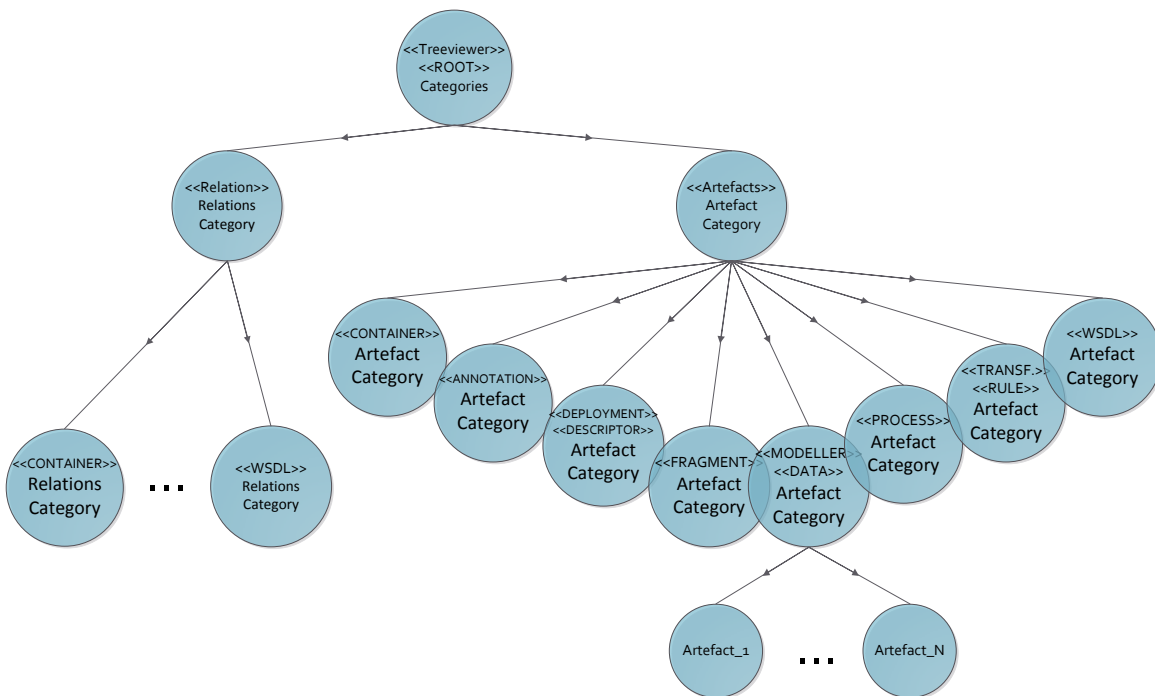 <<Treeviewer>>
<<ROOT>>
Categories
<<Relation>>
Relations
Category
<<Artefacts>>
Artefact
Category
<<CONTAINER>>
Artefact
Category
<<ANNOTATION>>
Artefact
Category
<<DEPLOYMENT>>
<<DESCRIPTOR>>
Artefact
Category
<<FRAGMENT>>
Artefact
Category
<<MODELLER>>
<<DATA>>
Artefact
Category
<<PROCESS>>
Artefact
Category
<<TRANSF.>>
<<RULE>>
Artefact
Category
<<WSDL>>
Artefact
Category
<<CONTAINER>>
Relations
Category
...
<<WSDL>>
Relations
Category
Artefact_1
...
Artefact_N